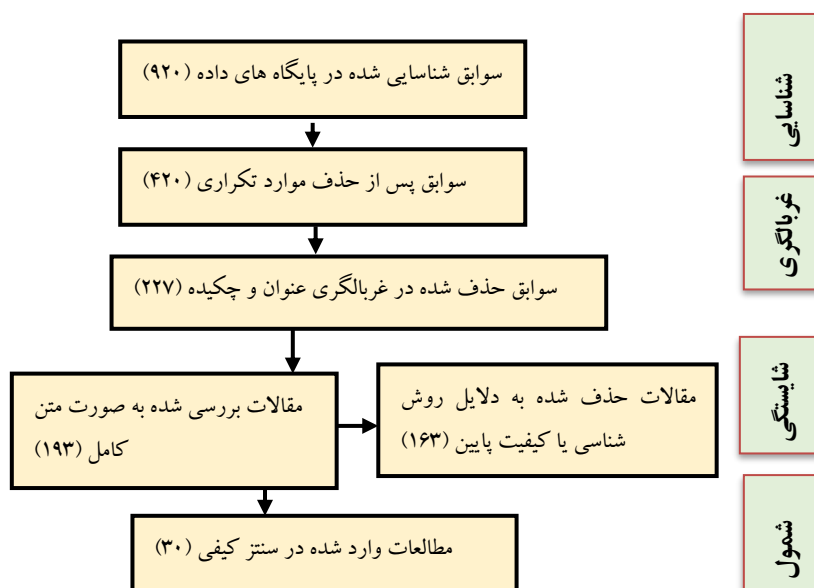 سوابق شناسایی شده در پایگاه های داده (۹۲۰)
شناسایی
سوابق پس از حذف موارد تکراری (۴۲۰)
غربالگری
سوابق حذف شده در غربالگری عنوان و چکیده (۲۲۷)
مقالات حذف شده به دلایل روش
شناسی یا کیفیت پایین (۱۶۳)
مقالات بررسی شده به صورت متن
کامل (۱۹۳)
شایستگی
مطالعات وارد شده در سنتز کیفی (۳۰)
شمول